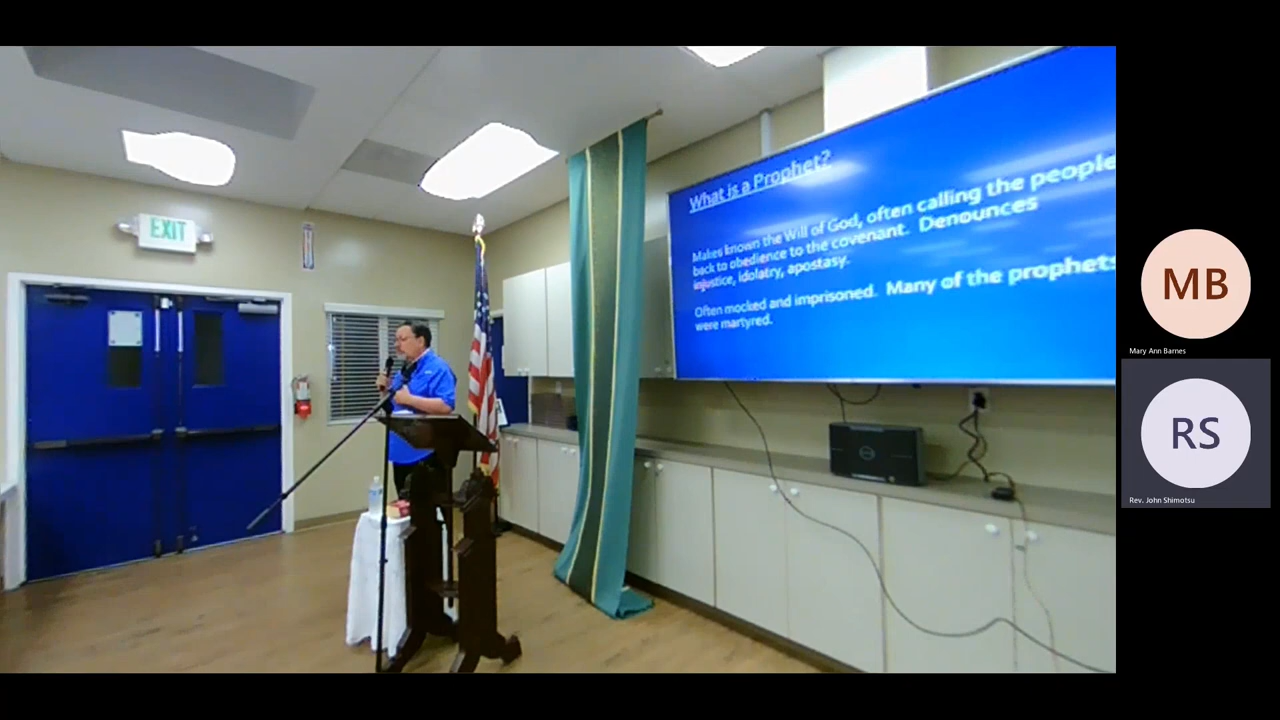 EXIT
What is a Prophet?
Makes known the Will of God, often calling the people
back to obedience to the covenant. Denounces
injustice, idolatry, apostasy.
Often mocked and imprisoned. Many of the prophets
were martyred.
MB
Mary Ann Barnes
RS
Rev. John Shimotsu